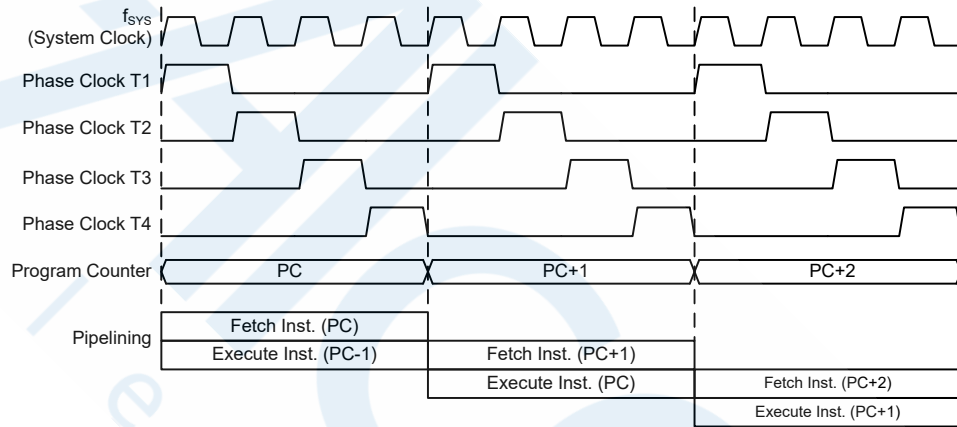 fSYS
(System Clock)
Phase Clock T1
Phase Clock T2
Phase Clock T3
Phase Clock T4
Program Counter PC PC+1 PC+2
Pipelining
Fetch Inst. (PC)
Execute Inst. (PC-1) Fetch Inst. (PC+1)
Execute Inst. (PC) Fetch Inst. (PC+2)
Execute Inst. (PC+1)
e